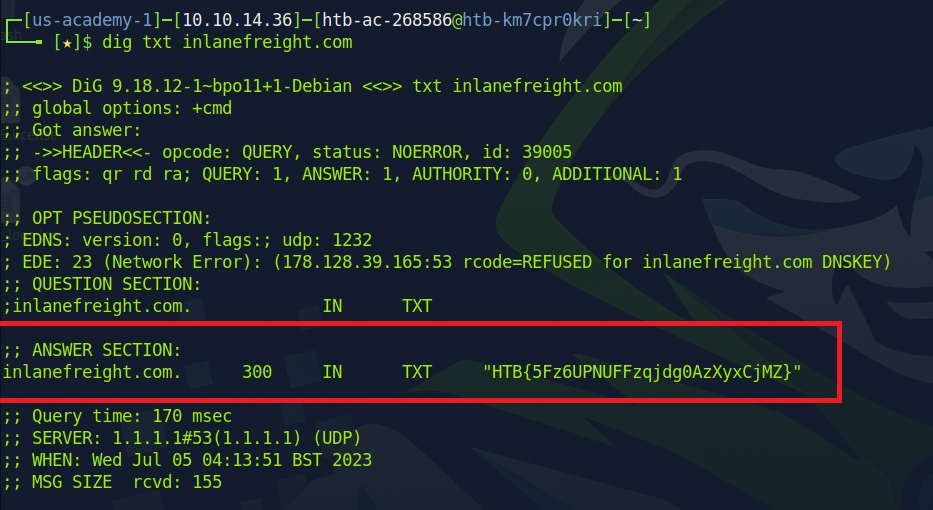 [us-academy-1]─[10.10.14.36]─[htb-ac-268586@htb-km7cpr0kri]─[~]
[★]$ dig txt inlanefreight.com
; <<>> DiG 9.18.12-1~bpo11+1-Debian <<>> txt inlanefreight.com
;; global options: +cmd
;; Got answer:
;; ->>HEADER<<- opcode: QUERY, status: NOERROR, id: 39005
;; flags: qr rd ra; QUERY: 1, ANSWER: 1, AUTHORITY: 0, ADDITIONAL: 1
;; OPT PSEUDOSECTION:
; EDNS: version: 0, flags:; udp: 1232
; EDE: 23 (Network Error): (178.128.39.165:53 rcode=REFUSED for inlanefreight.com DNSKEY)
;; QUESTION SECTION:
;inlanefreight.com. IN TXT
;; ANSWER SECTION:
inlanefreight.com. 300 IN TXT "HTB{5Fz6UPNUFFzqjdg0AzXyxCjMZ}"
;; Query time: 170 msec
;; SERVER: 1.1.1.1#53(1.1.1.1) (UDP)
;; WHEN: Wed Jul 05 04:13:51 BST 2023
;; MSG SIZE rcvd: 155